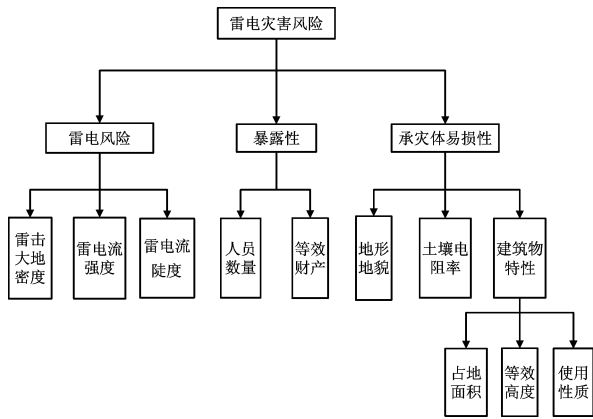 雷电灾害风险
雷电风险
暴露性
承灾体易损性
雷击
大地
密度
雷电流
强度
雷电流
陡度
人员
数量
等效
财产
地形
地貌
土壤电
阻率
建筑物
特性
占地
面积
等效
高度
使用
性质